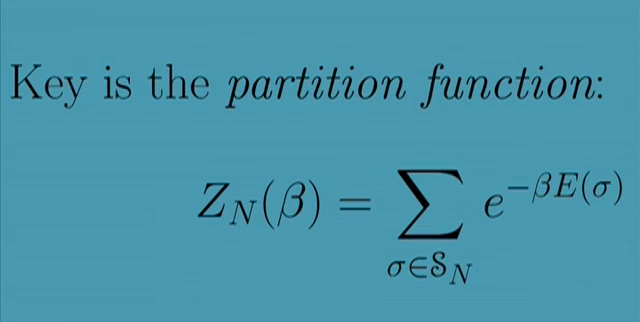 Key is the partition function:
Z_N(β) = ∑_{σ∈𝒮_N} e^{−βE(σ)}